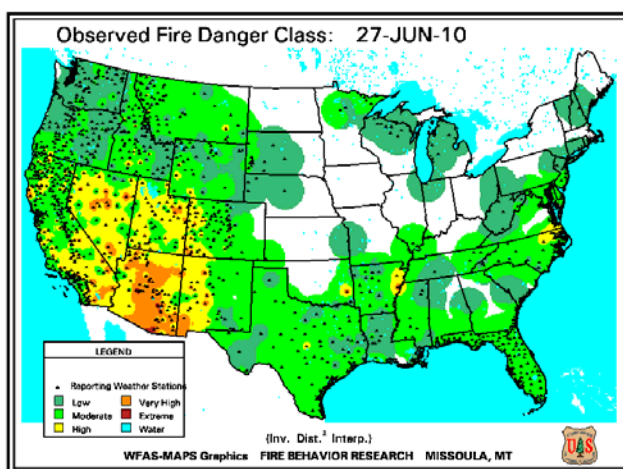 Observed Fire Danger Class: 27-JUN-10
LEGEND
Reporting Weather Stations
Low
Very High
Moderate
Extreme
High
Water
(Inv. Dist.² Interp.)
WFAS-MAPS Graphics FIRE BEHAVIOR RESEARCH MISSOULA, MT
UAS